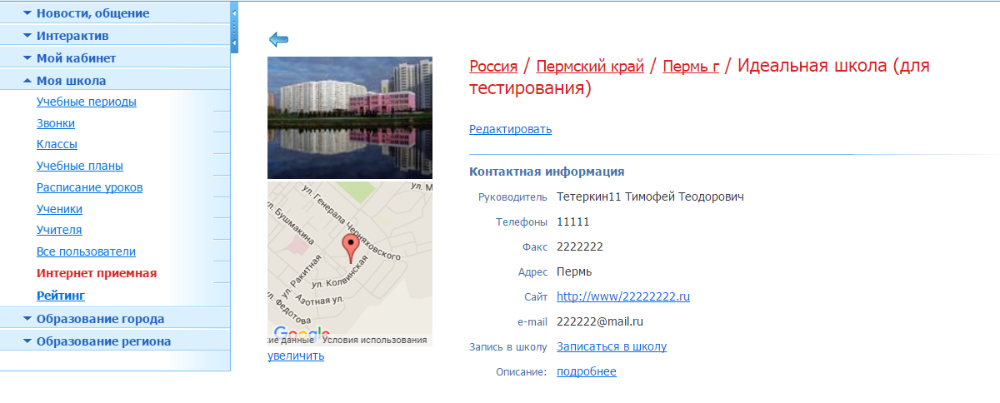 Новости, общение
Интерактив
Мой кабинет
Моя школа
Учебные периоды
Звонки
Классы
Учебные планы
Расписание уроков
Ученики
Учителя
Все пользователи
Интернет приемная
Рейтинг
Образование города
Образование региона
ул. М
ул. Генерала Черняховского
ул. Бушмакина
ул. Ракитная
ул. Колвинская
Азотная ул.
ул. Федотова
Google
кие данные Условия использования
увеличить
Россия / Пермский край / Пермь г / Идеальная школа (для
тестирования)
Редактировать
Контактная информация
Руководитель Тетеркин11 Тимофей Теодорович
Телефоны 11111
Факс 2222222
Адрес Пермь
Сайт http://www/22222222.ru
e-mail 222222@mail.ru
Запись в школу Записаться в школу
Описание: подробнее